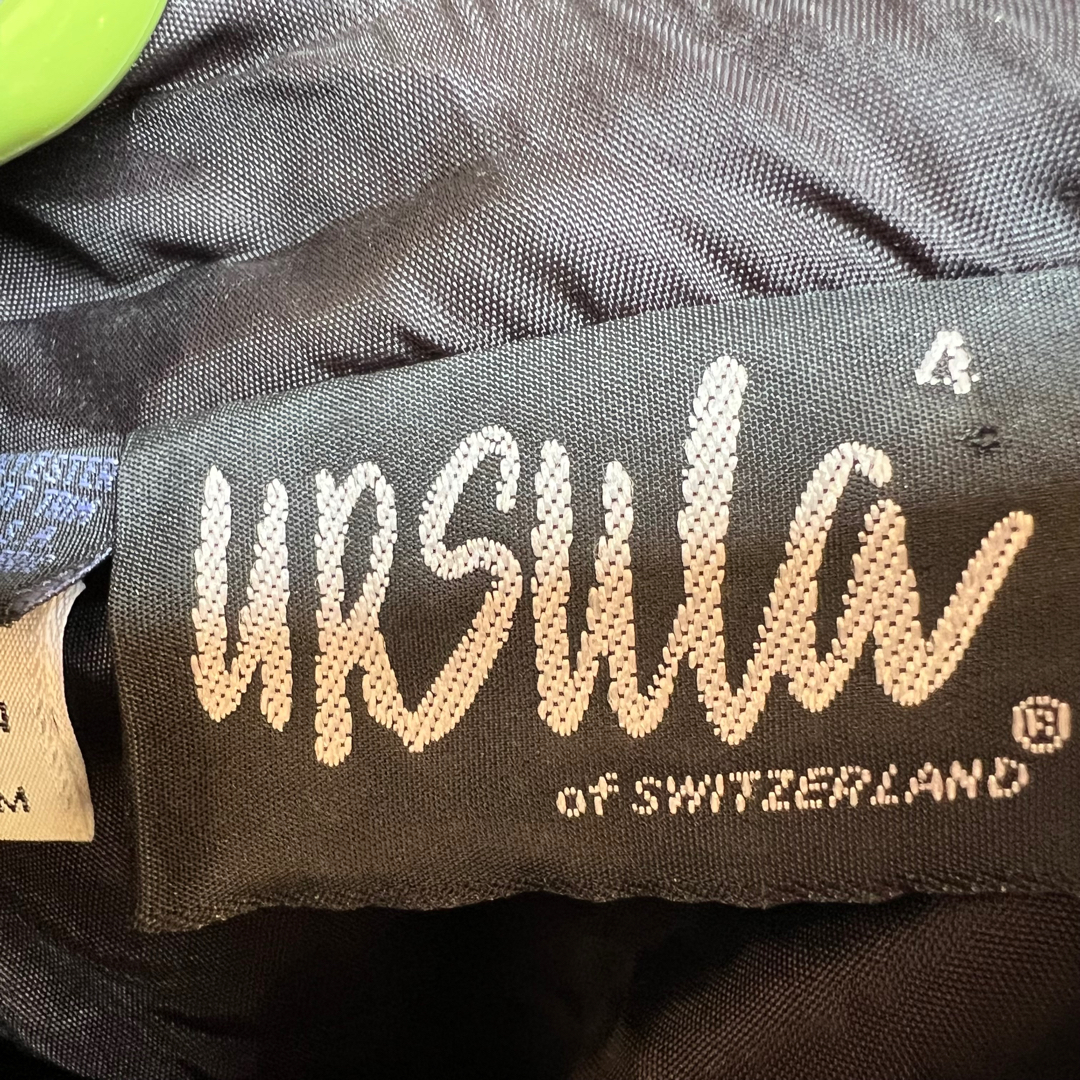 4
ursula
of SWITZERLAND®
M